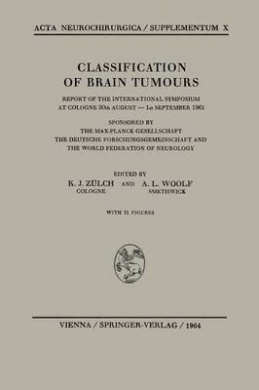 ACTA NEUROCHIRURGICA / SUPPLEMENTUM X
CLASSIFICATION
OF BRAIN TUMOURS
REPORT OF THE INTERNATIONAL SYMPOSIUM
AT COLOGNE 30th AUGUST — 1st SEPTEMBER 1961
SPONSORED BY
THE MAX-PLANCK-GESELLSCHAFT
THE DEUTSCHE FORSCHUNGSGEMEINSCHAFT AND
THE WORLD FEDERATION OF NEUROLOGY
EDITED BY
K. J. ZÜLCH AND A. L. WOOLF
COLOGNE SMETHWICK
WITH 75 FIGURES
VIENNA / SPRINGER-VERLAG / 1964